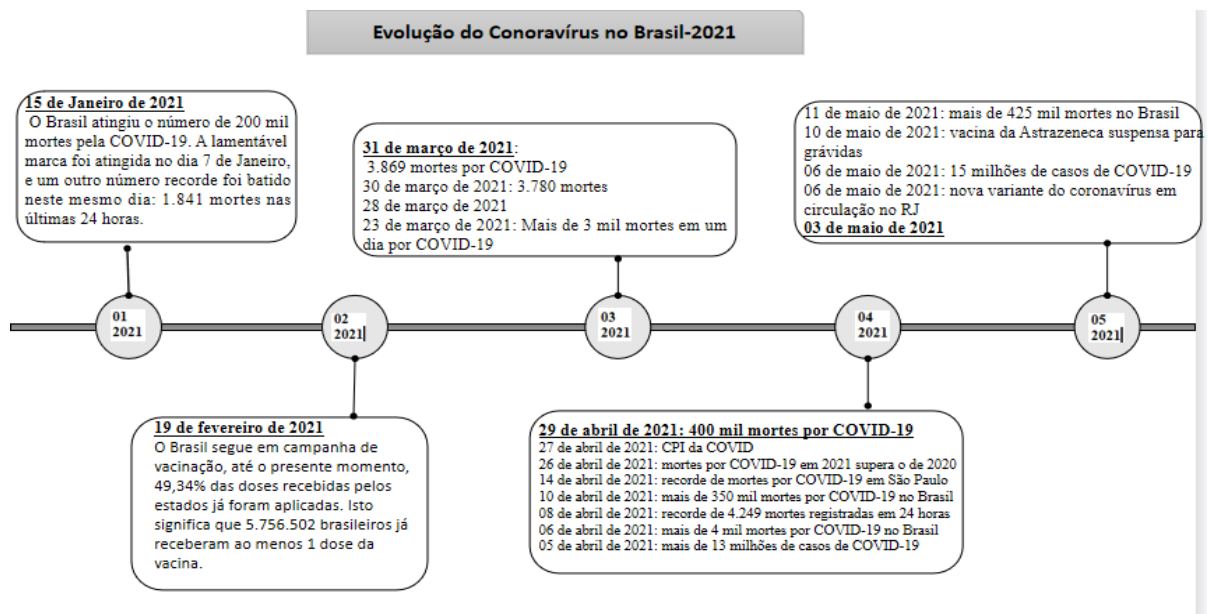 Evolução do Conoravírus no Brasil-2021
15 de Janeiro de 2021
O Brasil atingiu o número de 200 mil
mortes pela COVID-19. A lamentável
marca foi atingida no dia 7 de Janeiro,
e um outro número recorde foi batido
neste mesmo dia: 1.841 mortes nas
últimas 24 horas.
31 de março de 2021:
3.869 mortes por COVID-19
30 de março de 2021: 3.780 mortes
28 de março de 2021
23 de março de 2021: Mais de 3 mil mortes em um
dia por COVID-19
11 de maio de 2021: mais de 425 mil mortes no Brasil
10 de maio de 2021: vacina da Astrazeneca suspensa para
grávidas
06 de maio de 2021: 15 milhões de casos de COVID-19
06 de maio de 2021: nova variante do coronavírus em
circulação no RJ
03 de maio de 2021
01
2021
02
2021
03
2021
04
2021
05
2021
19 de fevereiro de 2021
O Brasil segue em campanha de
vacinação, até o presente momento,
49,34% das doses recebidas pelos
estados já foram aplicadas. Isto
significa que 5.756.502 brasileiros já
receberam ao menos 1 dose da
vacina.
29 de abril de 2021: 400 mil mortes por COVID-19
27 de abril de 2021: CPI da COVID
26 de abril de 2021: mortes por COVID-19 em 2021 supera o de 2020
14 de abril de 2021: recorde de mortes por COVID-19 em São Paulo
10 de abril de 2021: mais de 350 mil mortes por COVID-19 no Brasil
08 de abril de 2021: recorde de 4.249 mortes registradas em 24 horas
06 de abril de 2021: mais de 4 mil mortes por COVID-19 no Brasil
05 de abril de 2021: mais de 13 milhões de casos de COVID-19